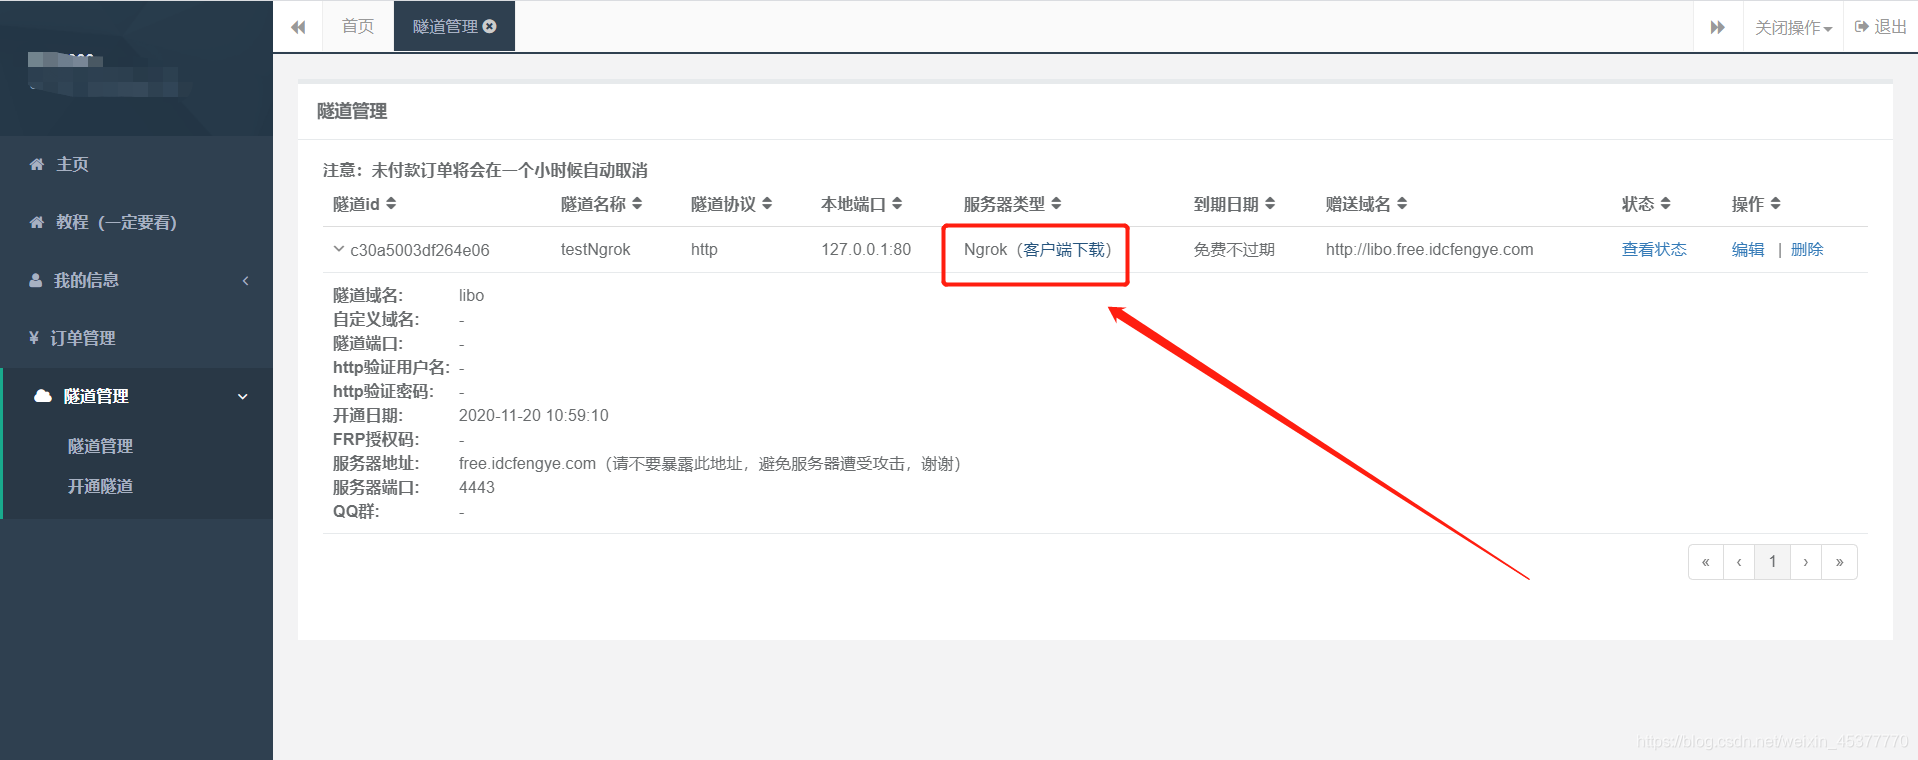 首页
隧道管理
关闭操作
退出
主页
教程（一定要看）
我的信息
¥ 订单管理
隧道管理
隧道管理
开通隧道
隧道管理
注意：未付款订单将会在一个小时候自动取消
隧道id 隧道名称 隧道协议 本地端口 服务器类型 到期日期 赠送域名 状态 操作
c30a5003df264e06 testNgrok http 127.0.0.1:80 Ngrok（客户端下载） 免费不过期 http://libo.free.idcfengye.com 查看状态 编辑 | 删除
隧道域名: libo
自定义域名: -
隧道端口: -
http验证用户名: -
http验证密码: -
开通日期: 2020-11-20 10:59:10
FRP授权码: -
服务器地址: free.idcfengye.com（请不要暴露此地址，避免服务器遭受攻击，谢谢）
服务器端口: 4443
QQ群: -
« ‹ 1 › »
https://blog.csdn.net/weixin_45377770